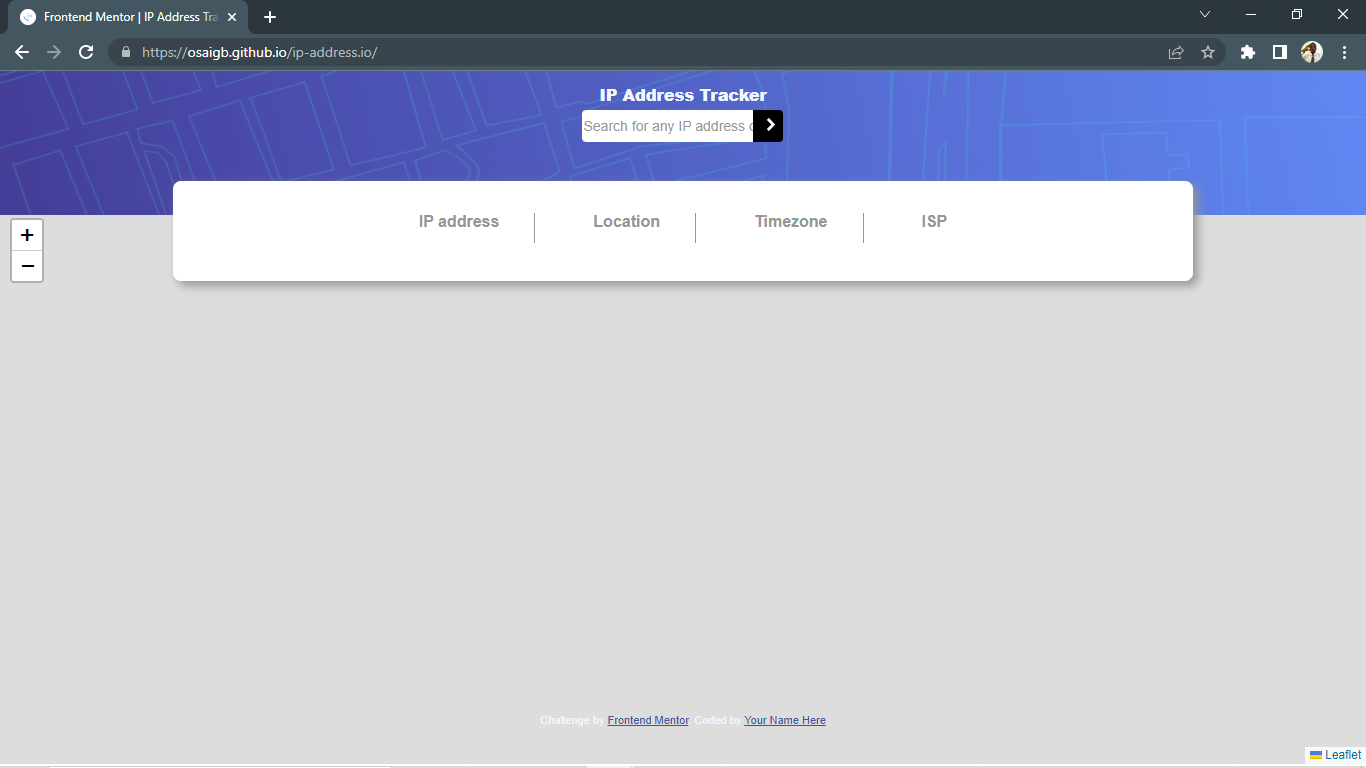 Frontend Mentor | IP Address Tra
https://osaigb.github.io/ip-address.io/
IP Address Tracker
Search for any IP address
IP address
Location
Timezone
ISP
+
−
Challenge by Frontend Mentor. Coded by Your Name Here
Leaflet